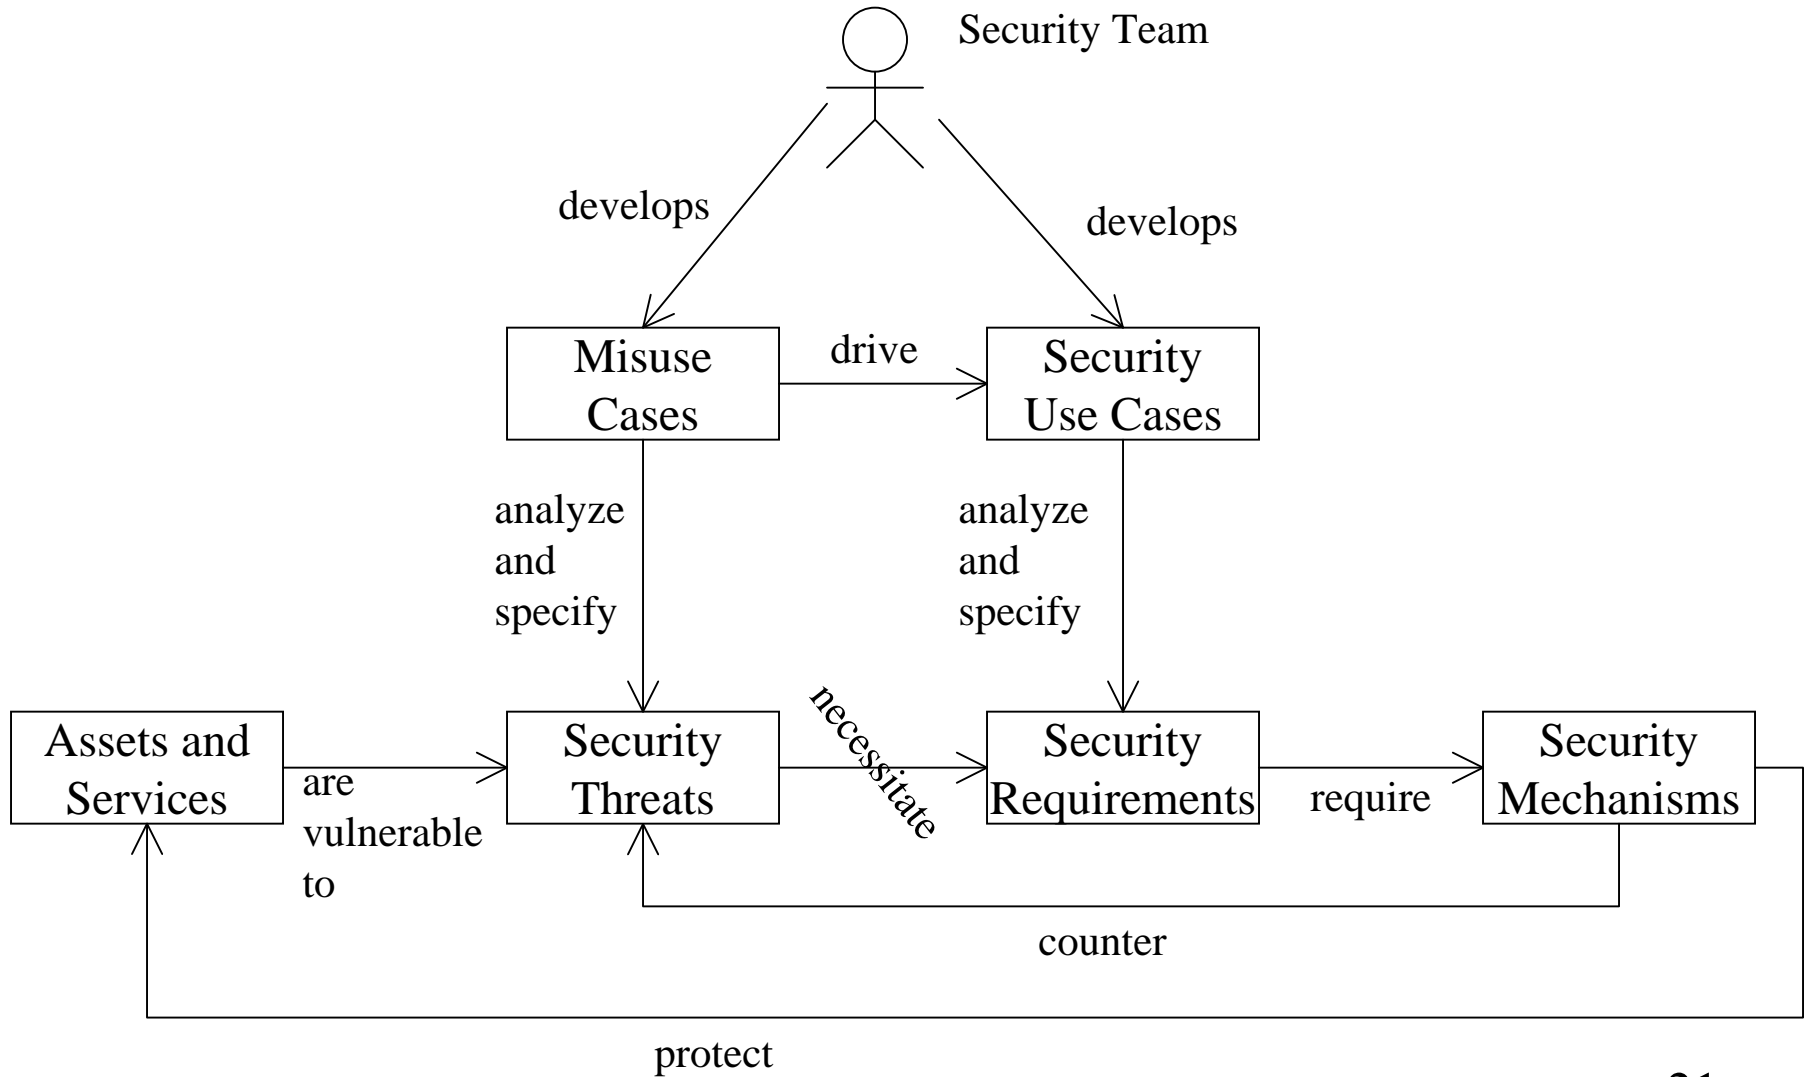 Security Team
develops
develops
Misuse
Cases
drive
Security
Use Cases
analyze
and
specify
analyze
and
specify
Assets and
Services
are
vulnerable
to
Security
Threats
necessitate
Security
Requirements
require
Security
Mechanisms
counter
protect